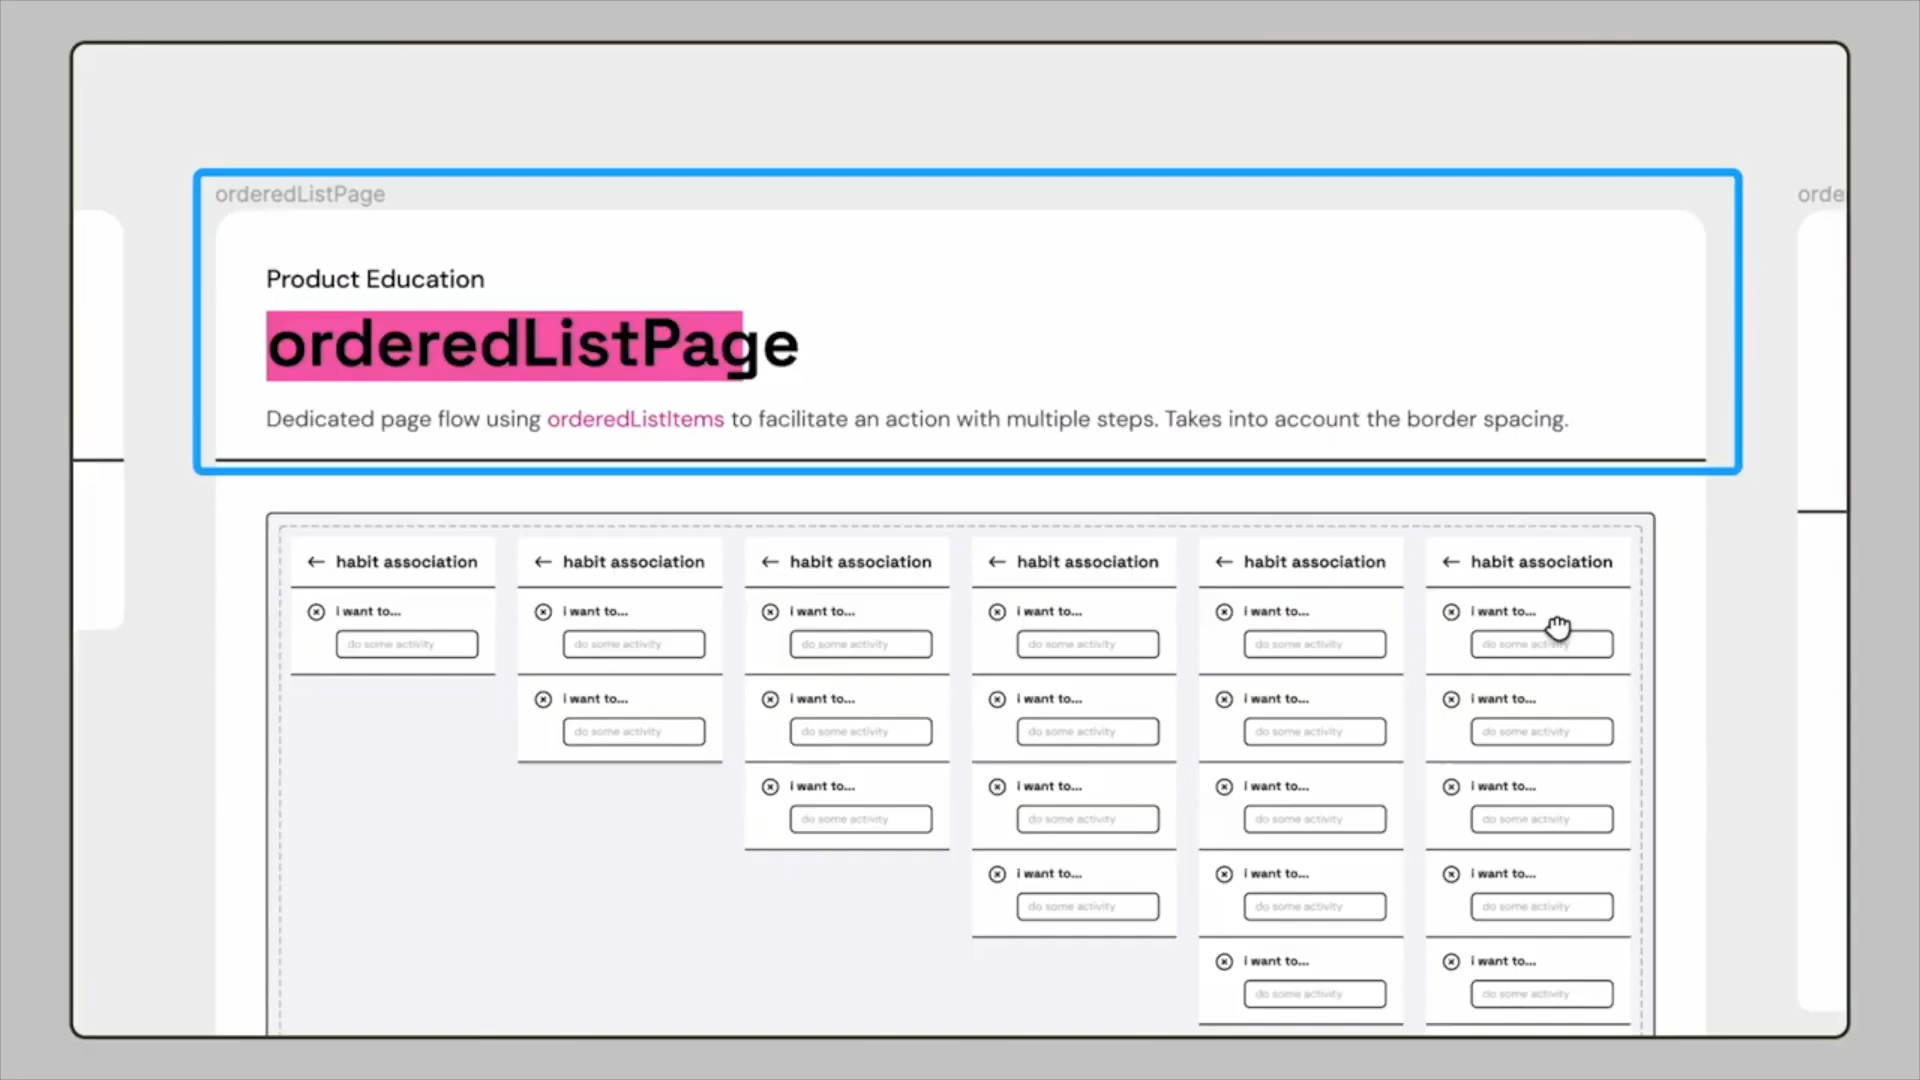 orderedListPage
orde
Product Education
orderedListPage
Dedicated page flow using orderedListItems to facilitate an action with multiple steps. Takes into account the border spacing.
habit association
i want to...
do some activity
habit association
i want to...
do some activity
i want to...
do some activity
habit association
i want to...
do some activity
i want to...
do some activity
i want to...
do some activity
habit association
i want to...
do some activity
i want to...
do some activity
i want to...
do some activity
i want to...
do some activity
habit association
i want to...
do some activity
i want to...
do some activity
i want to...
do some activity
i want to...
do some activity
i want to...
do some activity
habit association
i want to...
do some activity
i want to...
do some activity
i want to...
do some activity
i want to...
do some activity
i want to...
do some activity